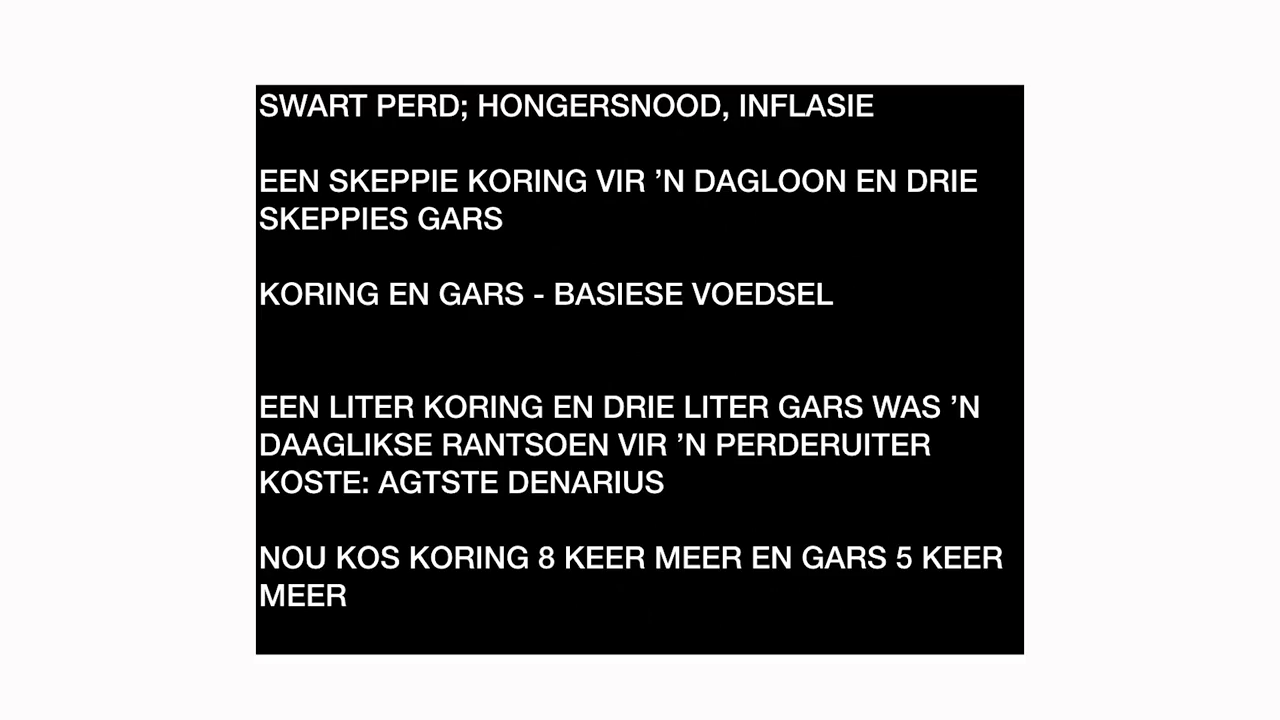 SWART PERD; HONGERSNOOD, INFLASIE
EEN SKEPPIE KORING VIR ’N DAGLOON EN DRIE
SKEPPIES GARS
KORING EN GARS - BASIESE VOEDSEL
EEN LITER KORING EN DRIE LITER GARS WAS ’N
DAAGLIKSE RANTSOEN VIR ’N PERDERUITER
KOSTE: AGTSTE DENARIUS
NOU KOS KORING 8 KEER MEER EN GARS 5 KEER
MEER